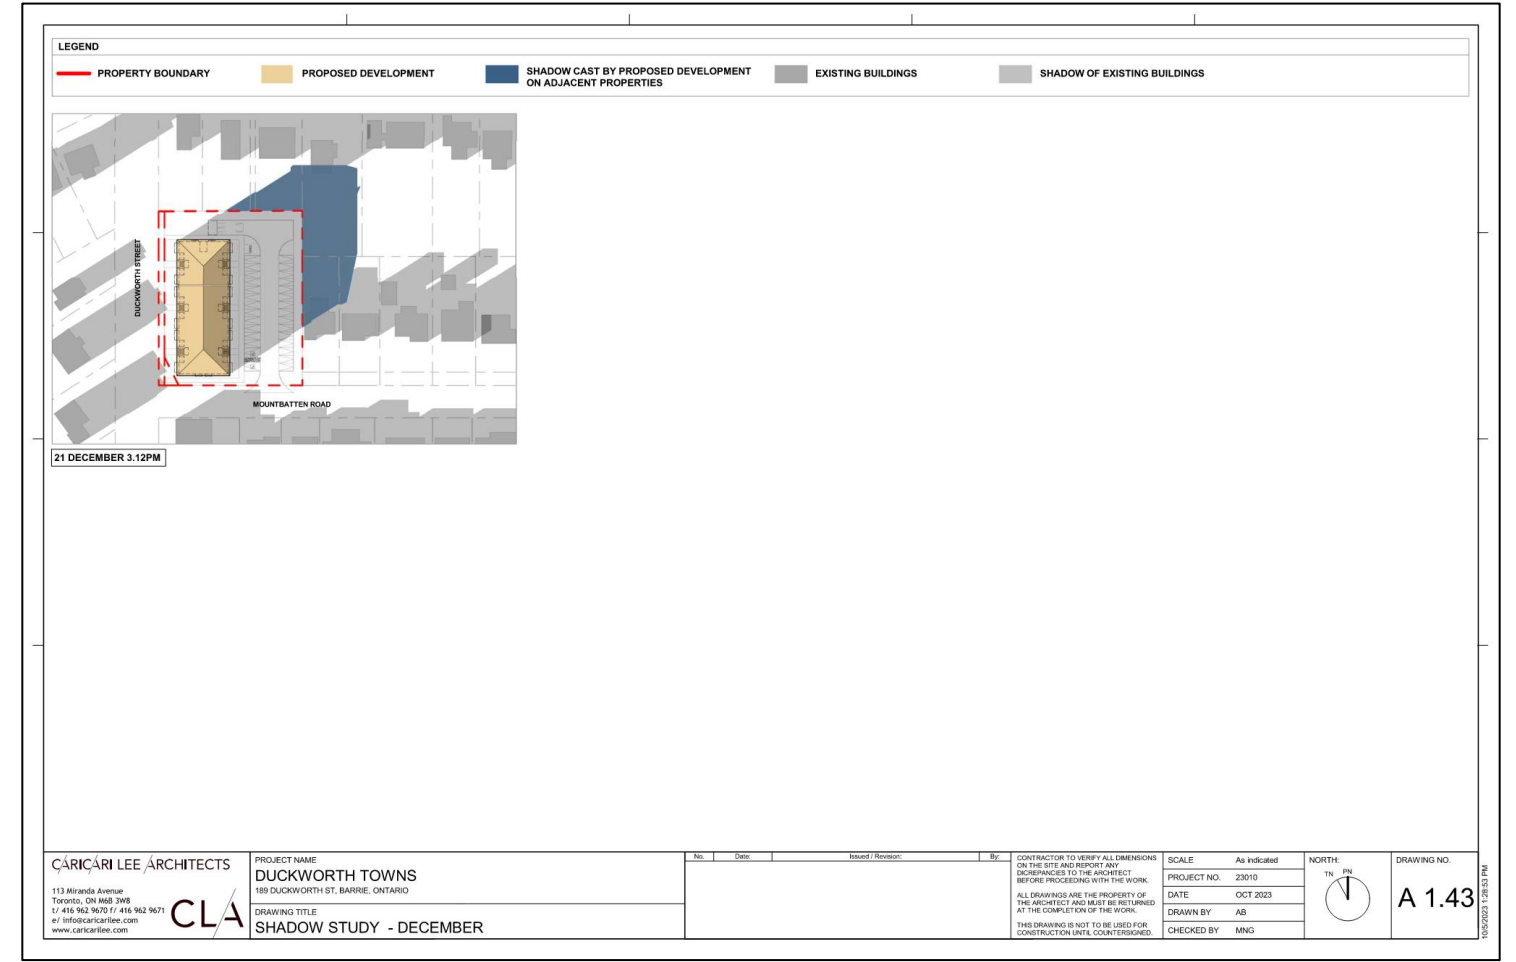 LEGEND
PROPERTY BOUNDARY
PROPOSED DEVELOPMENT
SHADOW CAST BY PROPOSED DEVELOPMENT
ON ADJACENT PROPERTIES
EXISTING BUILDINGS
SHADOW OF EXISTING BUILDINGS
DUCKWORTH STREET
MOUNTBATTEN ROAD
21 DECEMBER 3.12PM
CARICARI LEE ARCHITECTS
113 Miranda Avenue
Toronto, ON M6B 3W8
t/ 416 962 9670 f/ 416 962 9671
e/ info@caricarilee.com
www.caricarilee.com
CLA
PROJECT NAME
DUCKWORTH TOWNS
189 DUCKWORTH ST, BARRIE, ONTARIO
DRAWING TITLE
SHADOW STUDY - DECEMBER
No. Date: Issued / Revision: By:
CONTRACTOR TO VERIFY ALL DIMENSIONS
ON THE SITE AND REPORT ANY
DICREPANCIES TO THE ARCHITECT
BEFORE PROCEEDING WITH THE WORK.
ALL DRAWINGS ARE THE PROPERTY OF
THE ARCHITECT AND MUST BE RETURNED
AT THE COMPLETION OF THE WORK.
THIS DRAWING IS NOT TO BE USED FOR
CONSTRUCTION UNTIL COUNTERSIGNED.
SCALE As indicated
PROJECT NO. 23010
DATE OCT 2023
DRAWN BY AB
CHECKED BY MNG
NORTH:
TN PN
DRAWING NO.
A 1.43
10/5/2023 1:28:53 PM